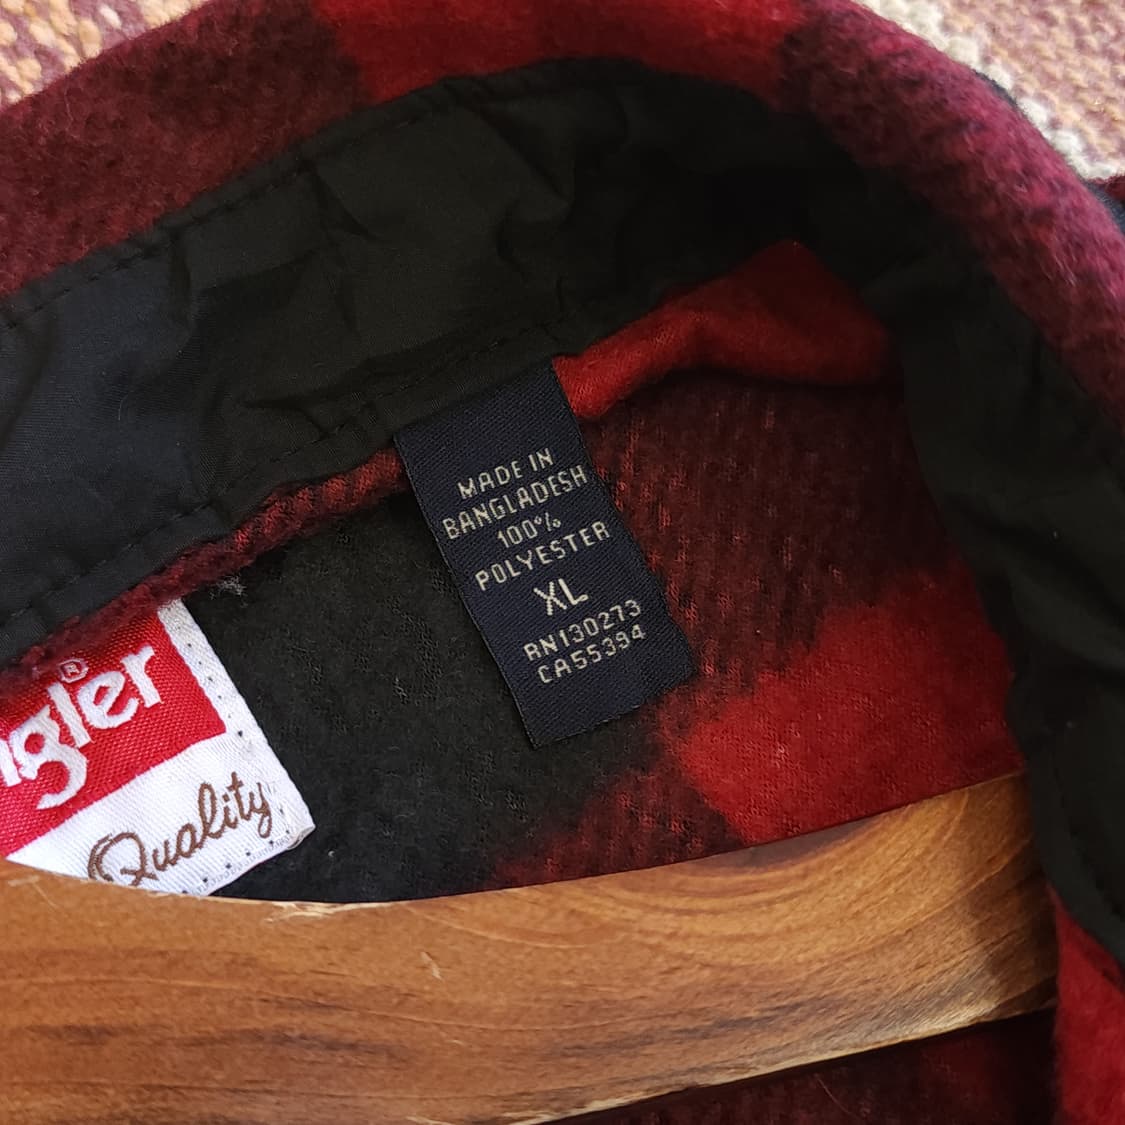 MADE IN
BANGLADESH
100%
POLYESTER
XL
RN130273
CA55394
ngler®
Quality